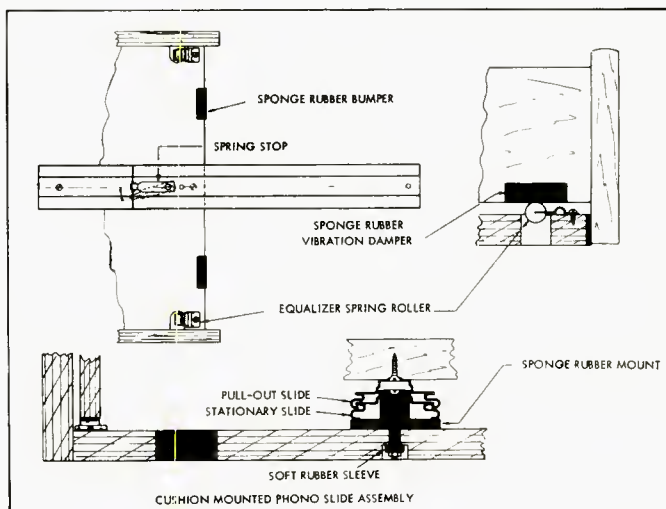 SPONGE RUBBER BUMPER
SPRING STOP
SPONGE RUBBER
VIBRATION DAMPER
EQUALIZER SPRING ROLLER
SPONGE RUBBER MOUNT
PULL-OUT SLIDE
STATIONARY SLIDE
SOFT RUBBER SLEEVE
CUSHION MOUNTED PHONO SLIDE ASSEMBLY